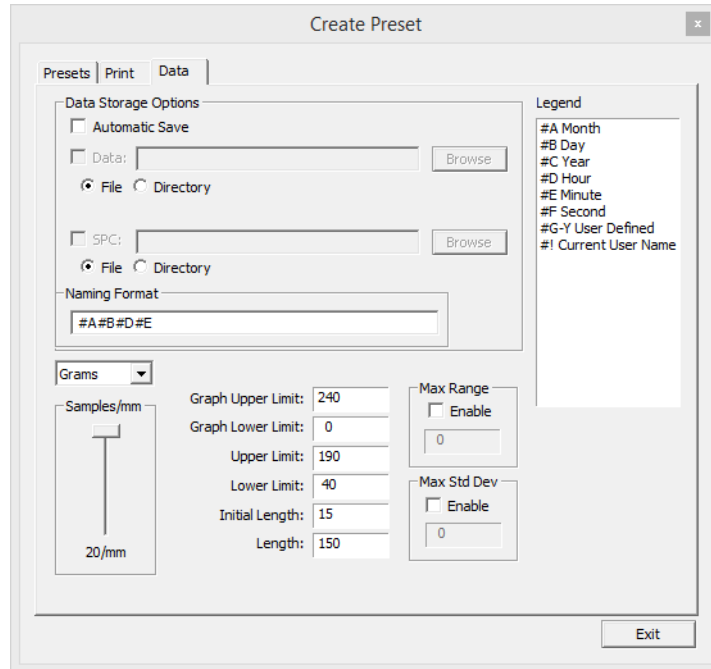 Create Preset
x
Presets Print Data
Data Storage Options
Automatic Save
Data:
Browse
File Directory
SPC:
Browse
File Directory
Naming Format
#A#B#D#E
Legend
#A Month
#B Day
#C Year
#D Hour
#E Minute
#F Second
#G-Y User Defined
#! Current User Name
Grams
Samples/mm
20/mm
Graph Upper Limit: 240
Graph Lower Limit: 0
Upper Limit: 190
Lower Limit: 40
Initial Length: 15
Length: 150
Max Range
Enable
0
Max Std Dev
Enable
0
Exit